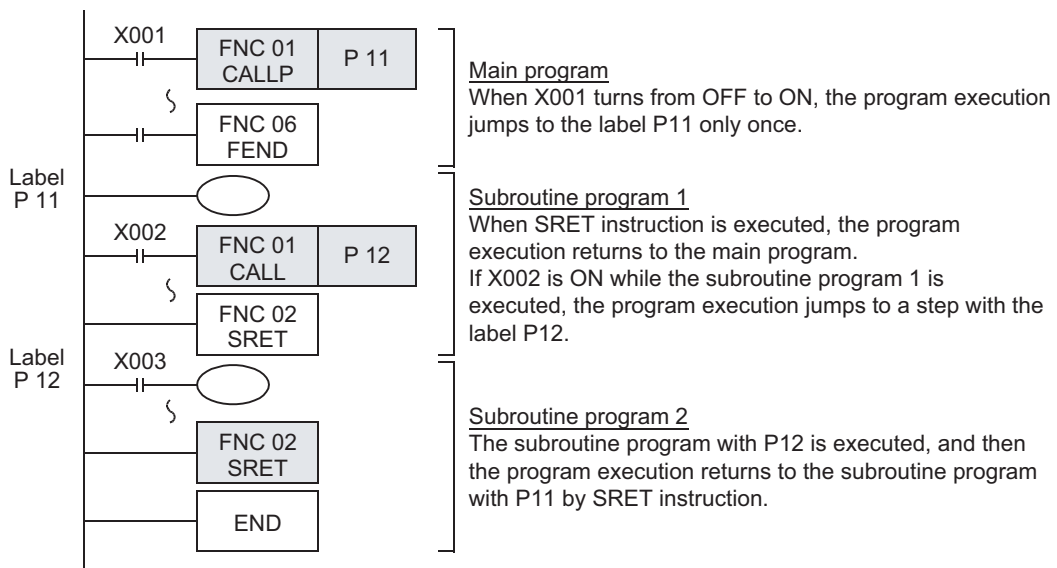 X001
FNC 01
CALLP
P 11
Main program
When X001 turns from OFF to ON, the program execution
jumps to the label P11 only once.
FNC 06
FEND
Label
P 11
Subroutine program 1
When SRET instruction is executed, the program
execution returns to the main program.
If X002 is ON while the subroutine program 1 is
executed, the program execution jumps to a step with the
label P12.
X002
FNC 01
CALL
P 12
FNC 02
SRET
Label
P 12
X003
Subroutine program 2
The subroutine program with P12 is executed, and then
the program execution returns to the subroutine program
with P11 by SRET instruction.
FNC 02
SRET
END